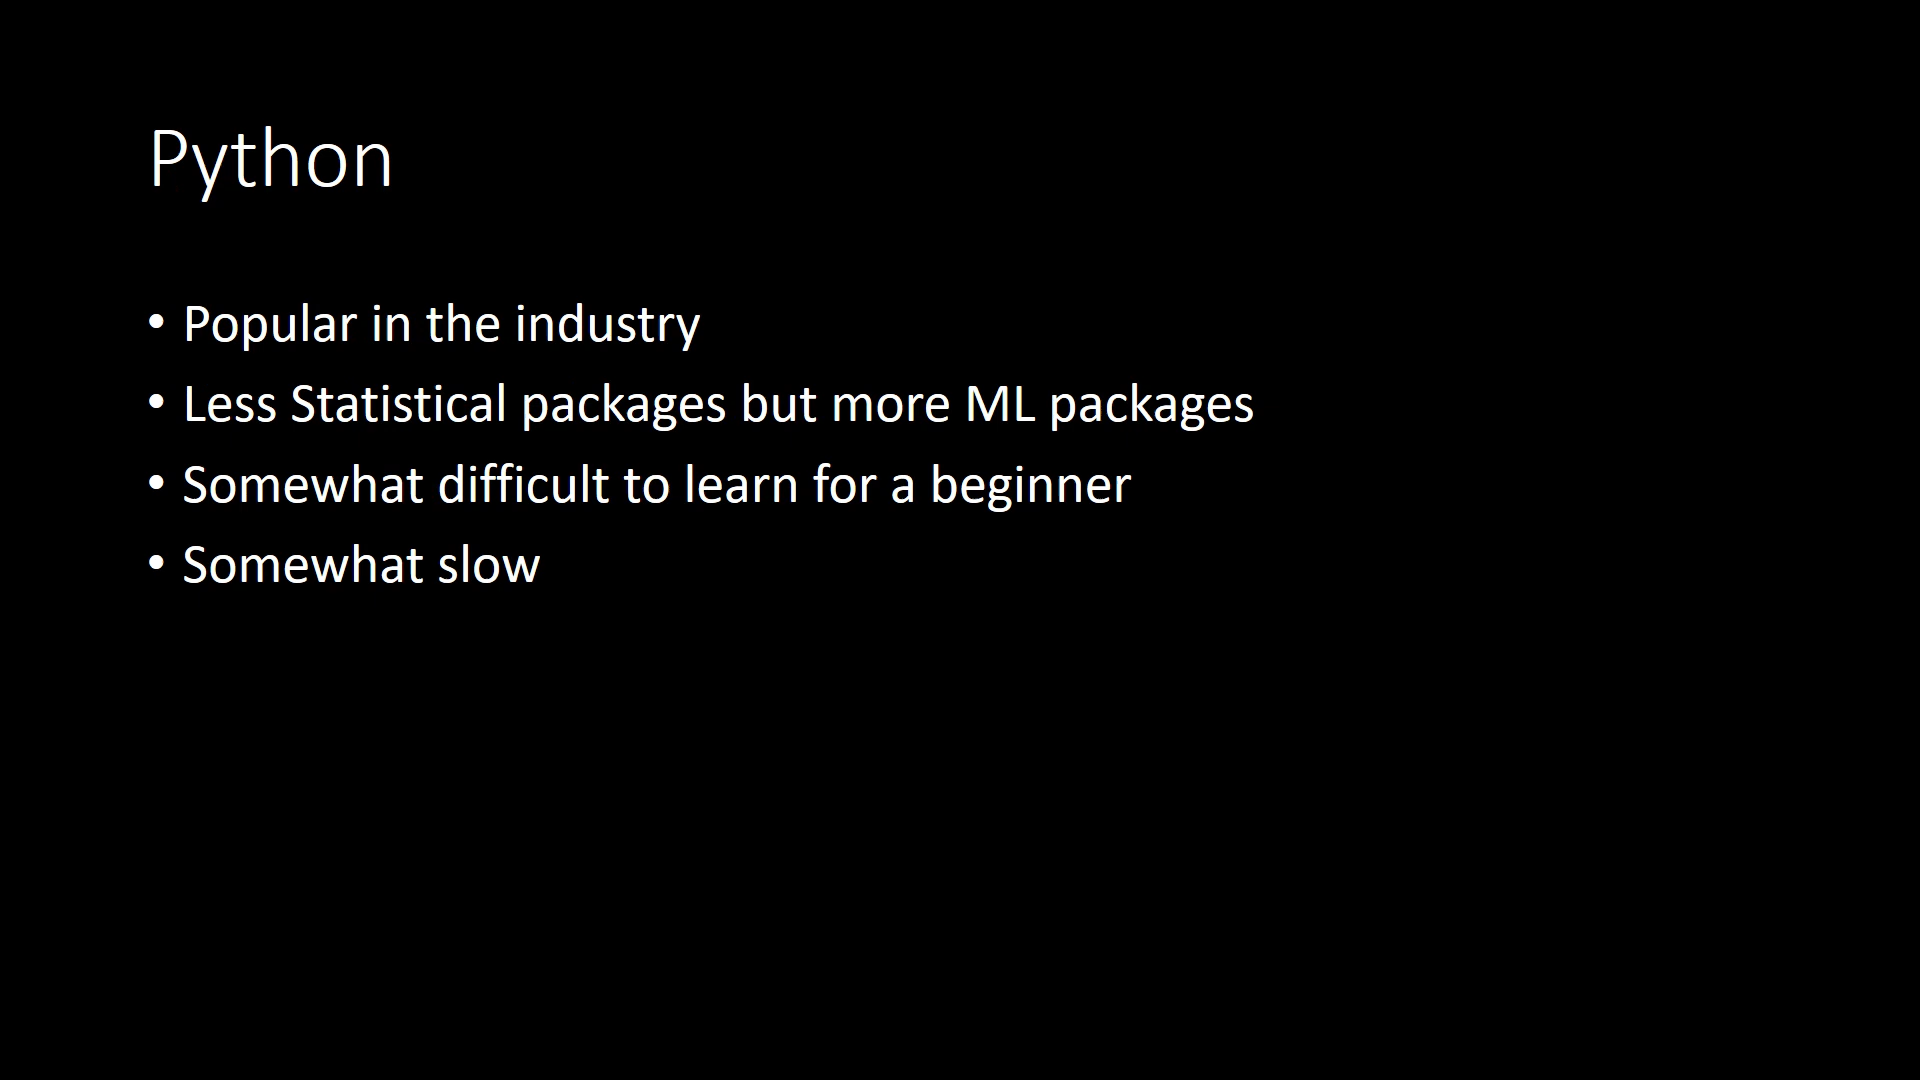 Python
• Popular in the industry
• Less Statistical packages but more ML packages
• Somewhat difficult to learn for a beginner
• Somewhat slow